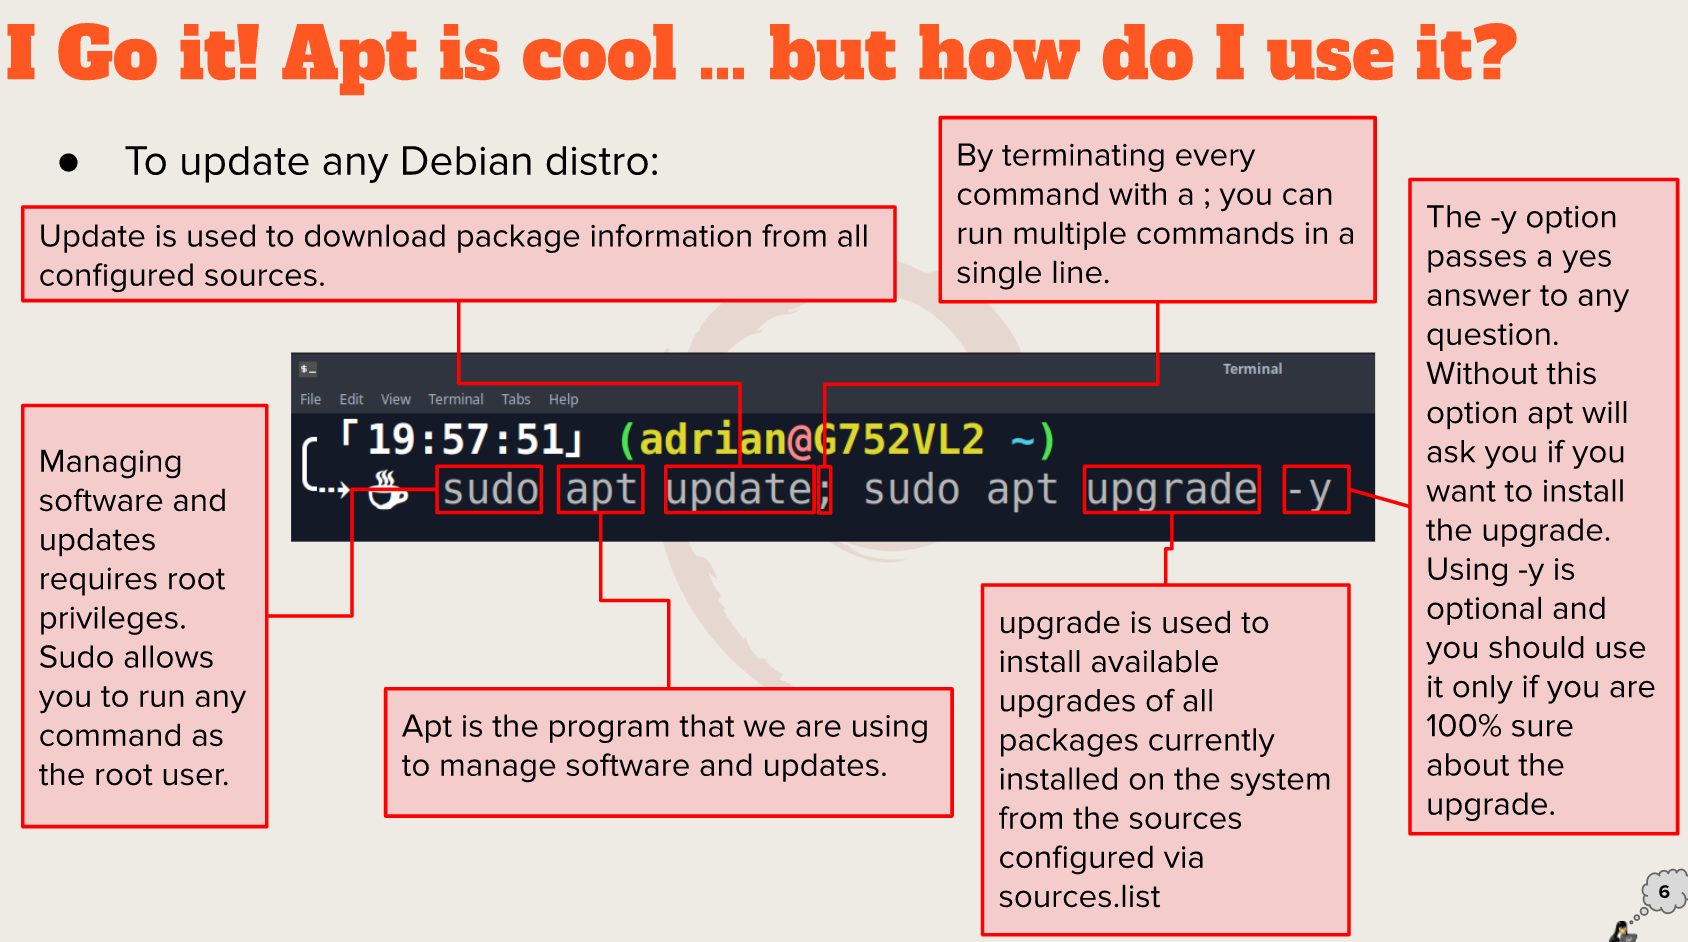 I Go it! Apt is cool ... but how do I use it?
● To update any Debian distro:
Update is used to download package information from all
configured sources.
By terminating every
command with a ; you can
run multiple commands in a
single line.
The -y option
passes a yes
answer to any
question.
Without this
option apt will
ask you if you
want to install
the upgrade.
Using -y is
optional and
you should use
it only if you are
100% sure
about the
upgrade.
$_
Terminal
File Edit View Terminal Tabs Help
「19:57:51」 (adrian@G752VL2 ~)
sudo apt update; sudo apt upgrade -y
Managing
software and
updates
requires root
privileges.
Sudo allows
you to run any
command as
the root user.
Apt is the program that we are using
to manage software and updates.
upgrade is used to
install available
upgrades of all
packages currently
installed on the system
from the sources
configured via
sources.list
6